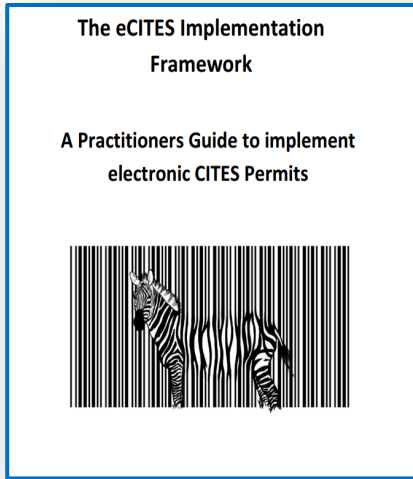 The eCITES Implementation
Framework
A Practitioners Guide to implement
electronic CITES Permits